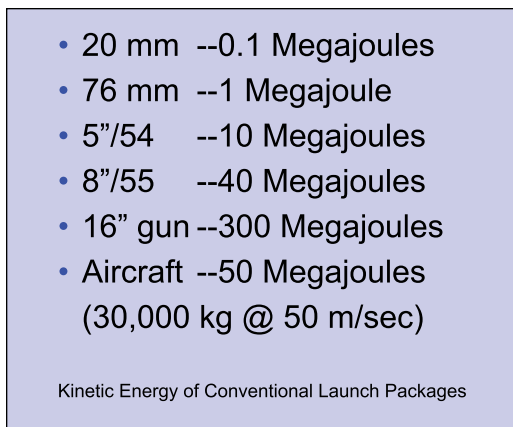 • 20 mm --0.1 Megajoules
• 76 mm --1 Megajoule
• 5”/54 --10 Megajoules
• 8”/55 --40 Megajoules
• 16” gun --300 Megajoules
• Aircraft --50 Megajoules
(30,000 kg @ 50 m/sec)
Kinetic Energy of Conventional Launch Packages